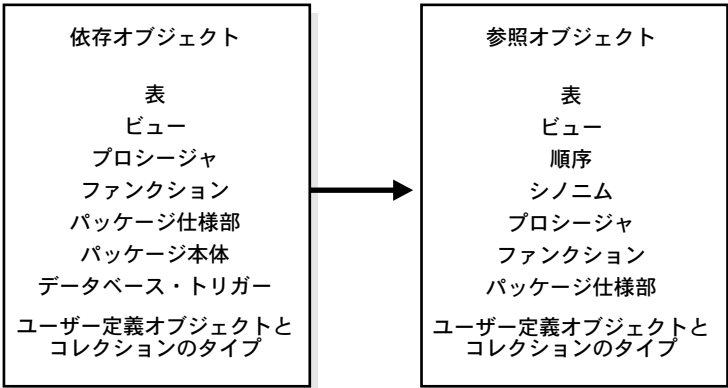 依存オブジェクト
表
ビュー
プロシージャ
ファンクション
パッケージ仕様部
パッケージ本体
データベース・トリガー
ユーザー定義オブジェクトと
コレクションのタイプ
参照オブジェクト
表
ビュー
順序
シノニム
プロシージャ
ファンクション
パッケージ仕様部
ユーザー定義オブジェクトと
コレクションのタイプ